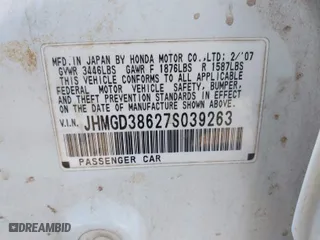 MFD. IN JAPAN BY HONDA MOTOR CO.,LTD. 2/'07
GVWR 3446LBS GAWR F 1876LBS R 1587LBS
THIS VEHICLE CONFORMS TO ALL APPLICABLE
FEDERAL MOTOR VEHICLE SAFETY, BUMPER,
AND THEFT PREVENTION STANDARDS IN EFFECT
ON THE DATE OF MANUFACTURE SHOWN ABOVE.
V.I.N. JHMGD38627S039263
PASSENGER CAR
DREAMBID